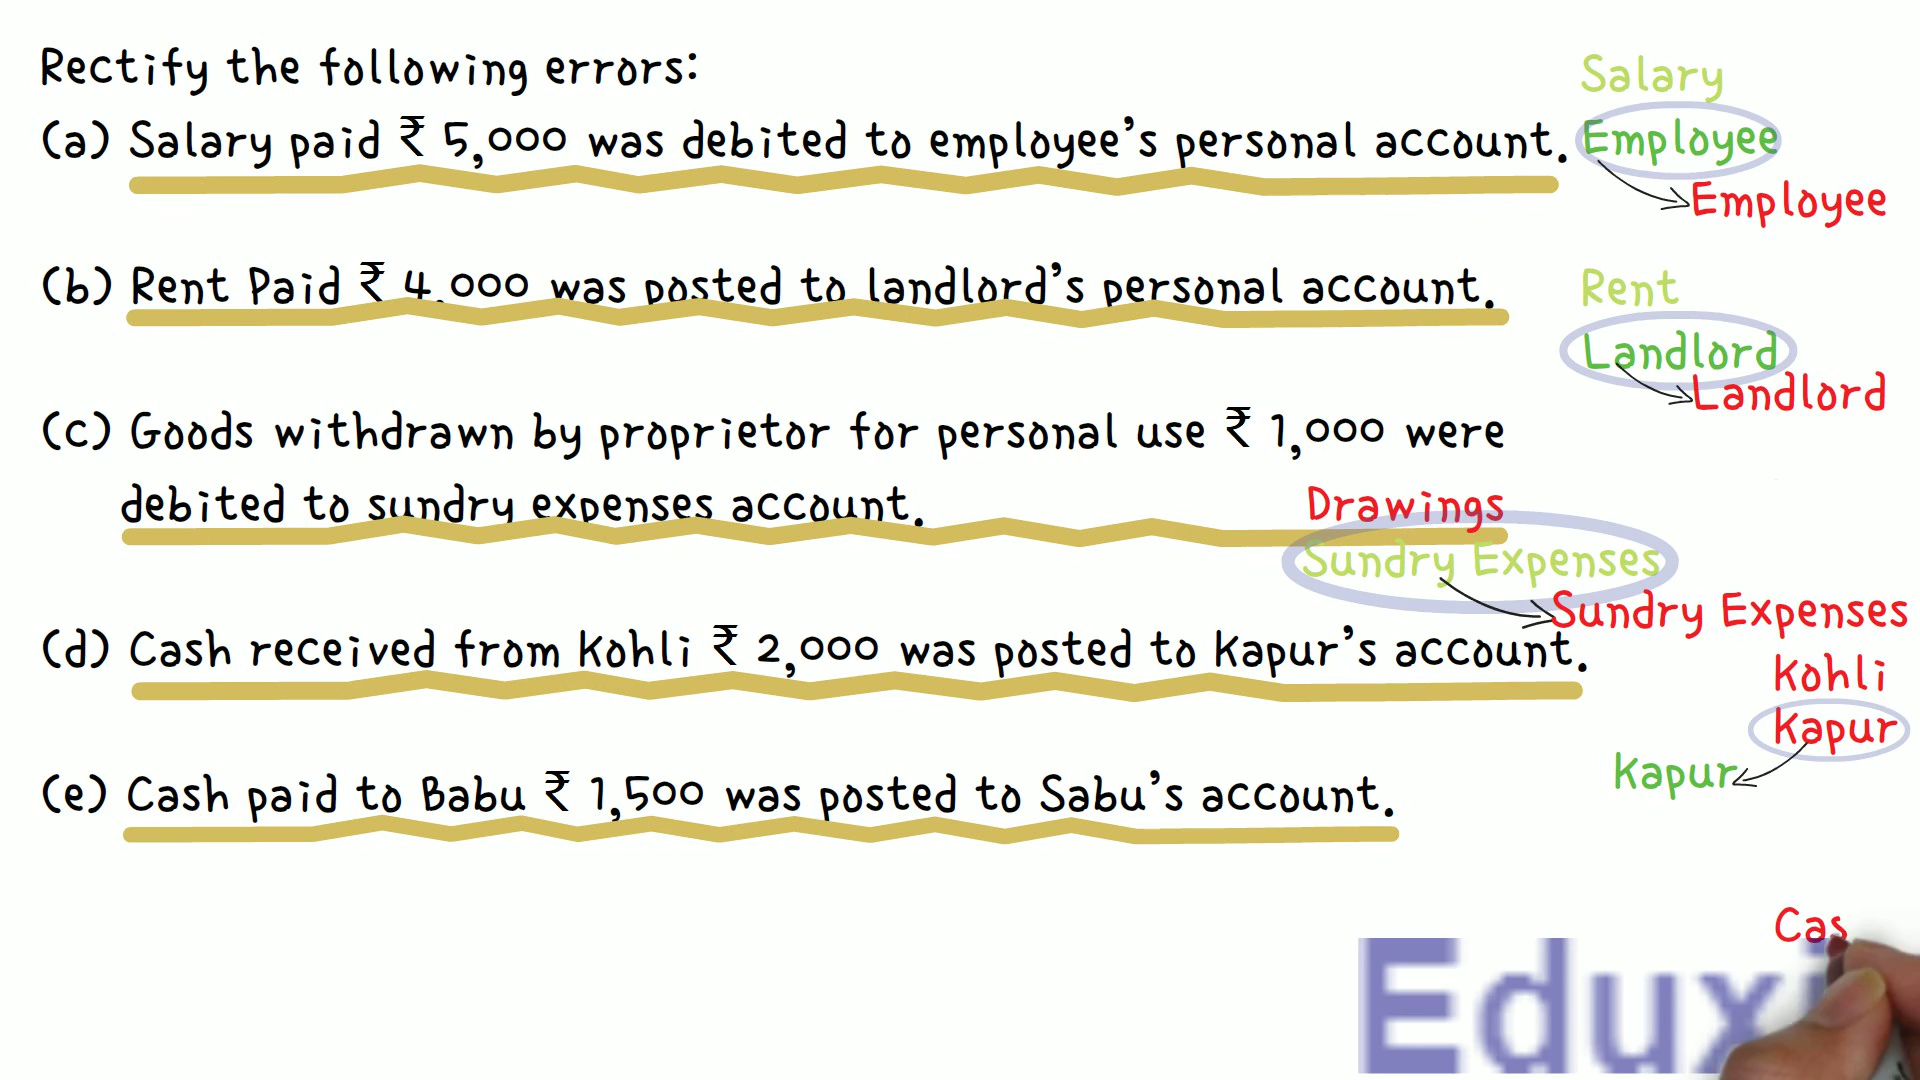 Rectify the following errors:
Salary
(a) Salary paid ₹ 5,000 was debited to employee's personal account.
Employee
Employee
(b) Rent Paid ₹ 4,000 was posted to landlord's personal account.
Rent
Landlord
Landlord
(c) Goods withdrawn by proprietor for personal use ₹ 1,000 were
debited to sundry expenses account.
Drawings
Sundry Expenses
Sundry Expenses
(d) Cash received from Kohli ₹ 2,000 was posted to Kapur's account.
Kohli
Kapur
Kapur
(e) Cash paid to Babu ₹ 1,500 was posted to Sabu's account.
Cas